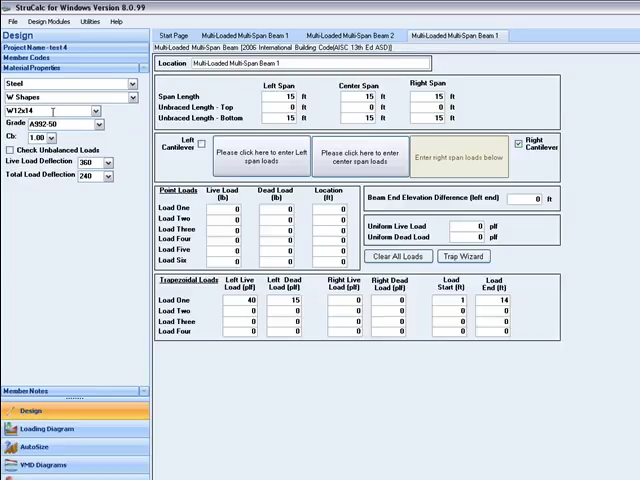 StruCalc for Windows Version 8.0.99
File Design Modules Utilities Help
Design
Start Page Multi-Loaded Multi-Span Beam 1 Multi-Loaded Multi-Span Beam 2 Multi-Loaded Multi-Span Beam 1
Project Name - test 4
Multi-Loaded Multi-Span Beam [2006 International Building Code(AISC 13th Ed ASD)]
Member Codes
Material Properties
Location Multi-Loaded Multi-Span Beam 1
Steel
W Shapes
W12x14
Grade A992-50
Cb: 1.00
Check Unbalanced Loads
Live Load Deflection 360
Total Load Deflection 240
Left Span Center Span Right Span
Span Length 15 ft 15 ft 15 ft
Unbraced Length - Top 0 ft 0 ft 0 ft
Unbraced Length - Bottom 15 ft 15 ft 15 ft
Left Cantilever
Please click here to enter Left span loads
Please click here to enter center span loads
Enter right span loads below
Right Cantilever
Point Loads Live Load (lb) Dead Load (lb) Location (ft)
Load One 0 0 0
Load Two 0 0 0
Load Three 0 0 0
Load Four 0 0 0
Load Five 0 0 0
Load Six 0 0 0
Beam End Elevation Difference (left end) 0 ft
Uniform Live Load 0 plf
Uniform Dead Load 0 plf
Clear All Loads Trap Wizard
Trapezoidal Loads Left Live Load (plf) Left Dead Load (plf) Right Live Load (plf) Right Dead Load (plf) Load Start (ft) Load End (ft)
Load One 40 15 0 0 1 14
Load Two 0 0 0 0 0 0
Load Three 0 0 0 0 0 0
Load Four 0 0 0 0 0 0
Member Notes
Design
Loading Diagram
AutoSize
VMD Diagrams